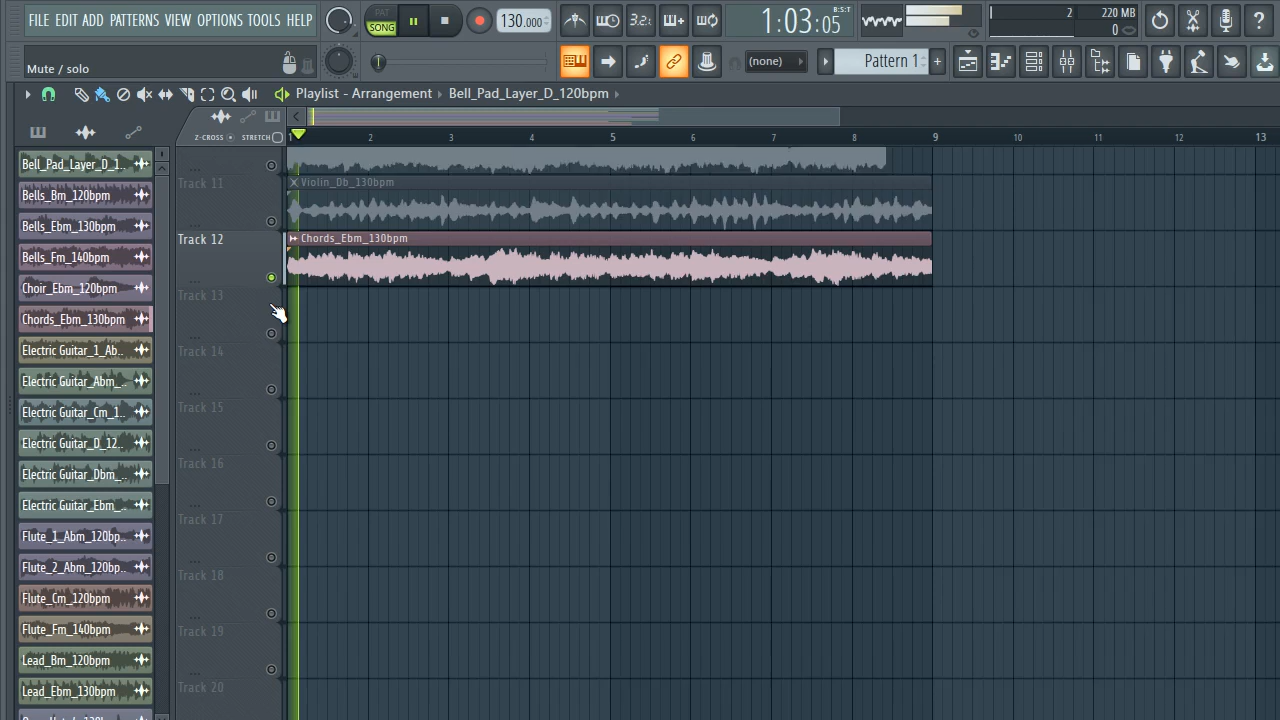 FILE EDIT ADD PATTERNS VIEW OPTIONS TOOLS HELP
PAT
SONG
130.000
3.2
1:03:05
B:S:T
2
220 MB
0
Mute / solo
(none)
Pattern 1
+
Playlist - Arrangement › Bell_Pad_Layer_D_120bpm ›
Z-CROSS
STRETCH
1 2 3 4 5 6 7 8 9 10 11 12 13
Bell_Pad_Layer_D_1..
Bells_Bm_120bpm
Bells_Ebm_130bpm
Bells_Fm_140bpm
Choir_Ebm_120bpm
Chords_Ebm_130bpm
Electric Guitar_1_Ab..
Electric Guitar_Abm_..
Electric Guitar_Cm_1..
Electric Guitar_D_12..
Electric Guitar_Dbm_..
Electric Guitar_Ebm_..
Flute_1_Abm_120bp..
Flute_2_Abm_120bp..
Flute_Cm_120bpm
Flute_Fm_140bpm
Lead_Bm_120bpm
Lead_Ebm_130bpm
Track 11
Violin_Db_130bpm
Track 12
Chords_Ebm_130bpm
Track 13
Track 14
Track 15
Track 16
Track 17
Track 18
Track 19
Track 20